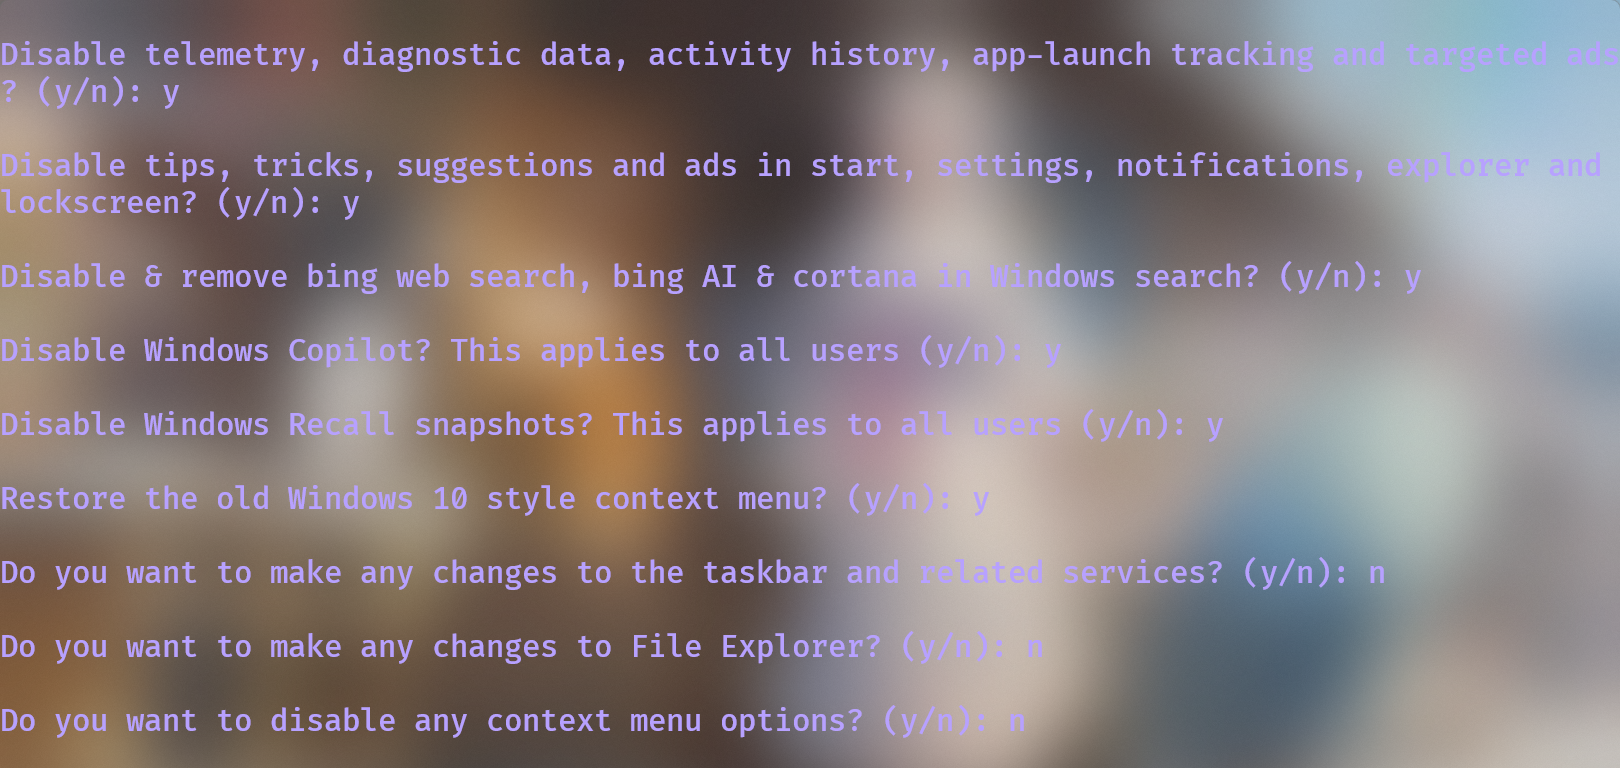 Disable telemetry, diagnostic data, activity history, app-launch tracking and targeted ads
? (y/n): y
Disable tips, tricks, suggestions and ads in start, settings, notifications, explorer and
lockscreen? (y/n): y
Disable & remove bing web search, bing AI & cortana in Windows search? (y/n): y
Disable Windows Copilot? This applies to all users (y/n): y
Disable Windows Recall snapshots? This applies to all users (y/n): y
Restore the old Windows 10 style context menu? (y/n): y
Do you want to make any changes to the taskbar and related services? (y/n): n
Do you want to make any changes to File Explorer? (y/n): n
Do you want to disable any context menu options? (y/n): n